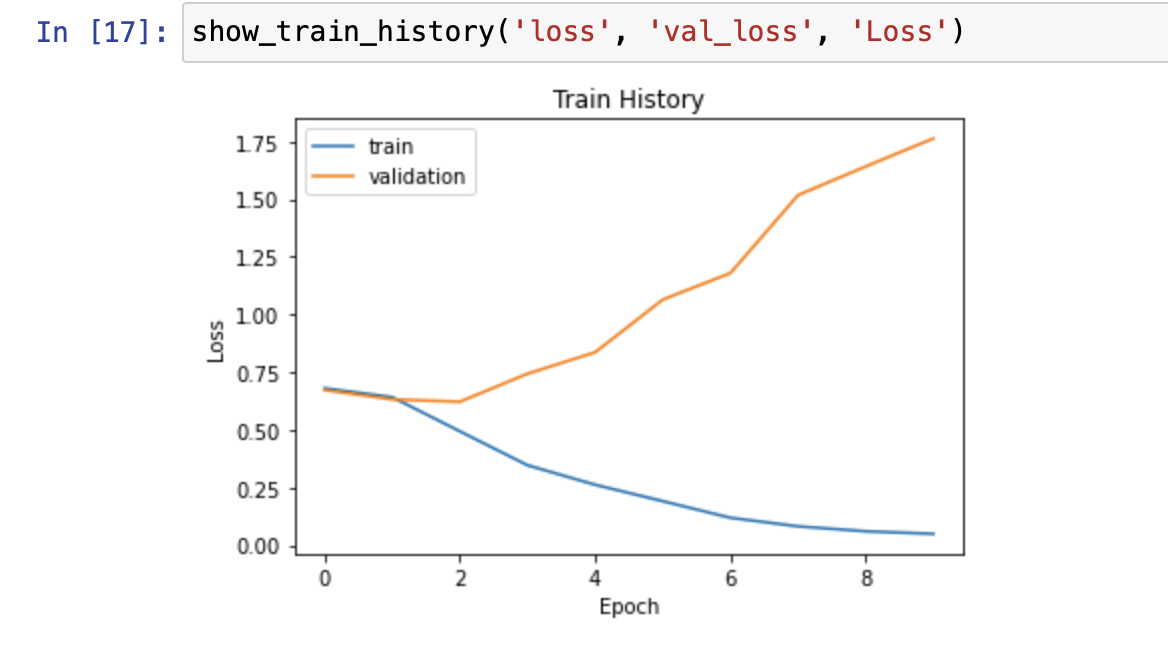 In [17]: show_train_history('loss', 'val_loss', 'Loss')
Train History
train
validation
1.75
1.50
1.25
1.00
0.75
0.50
0.25
0.00
Loss
0 2 4 6 8
Epoch